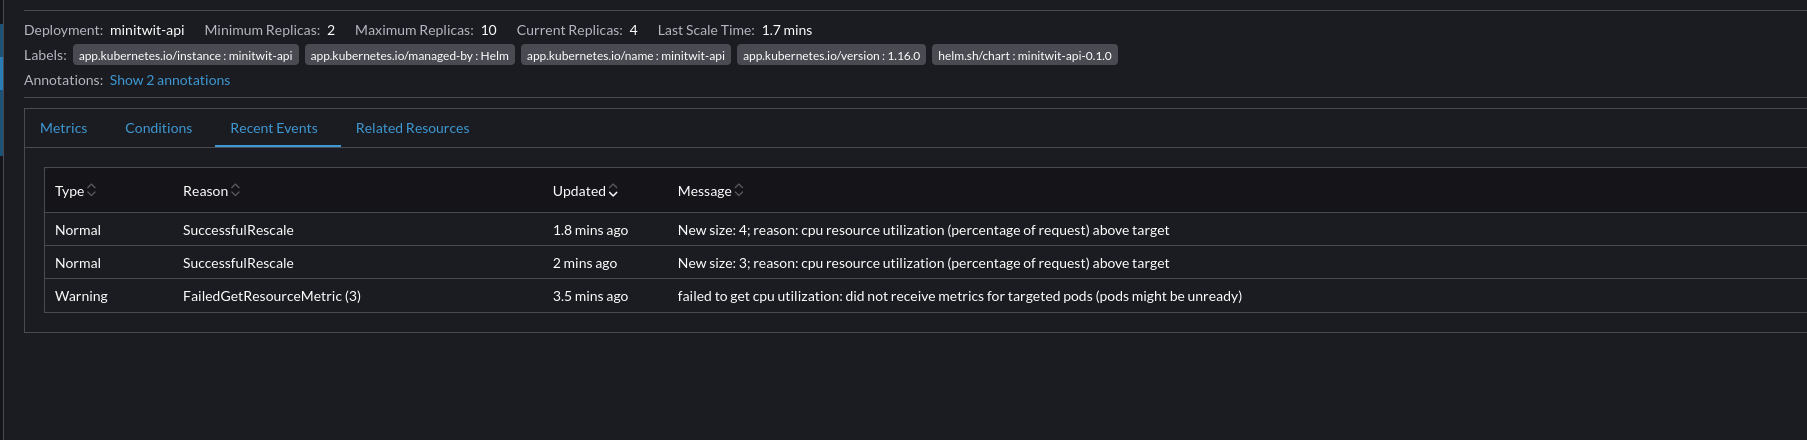 Deployment: minitwit-api Minimum Replicas: 2 Maximum Replicas: 10 Current Replicas: 4 Last Scale Time: 1.7 mins
Labels: app.kubernetes.io/instance : minitwit-api app.kubernetes.io/managed-by : Helm app.kubernetes.io/name : minitwit-api app.kubernetes.io/version : 1.16.0 helm.sh/chart : minitwit-api-0.1.0
Annotations: Show 2 annotations
Metrics Conditions Recent Events Related Resources
Type Reason Updated Message
Normal SuccessfulRescale 1.8 mins ago New size: 4; reason: cpu resource utilization (percentage of request) above target
Normal SuccessfulRescale 2 mins ago New size: 3; reason: cpu resource utilization (percentage of request) above target
Warning FailedGetResourceMetric (3) 3.5 mins ago failed to get cpu utilization: did not receive metrics for targeted pods (pods might be unready)